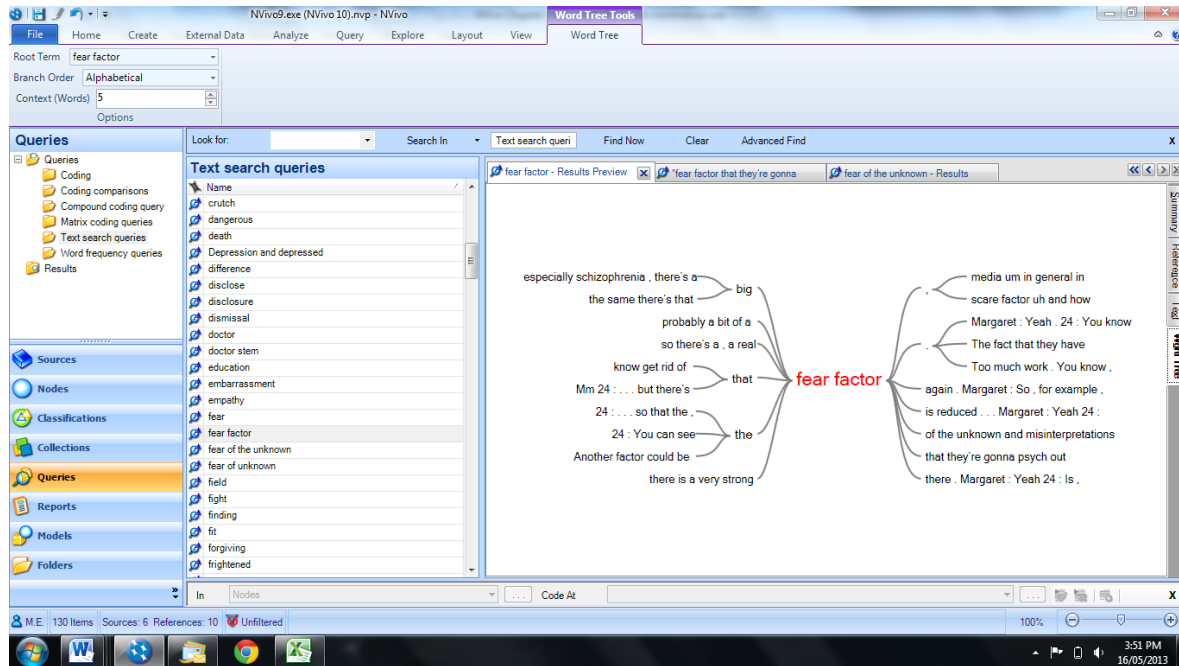 NVivo9.exe (NVivo 10).nvp - NVivo
Word Tree Tools
File Home Create External Data Analyze Query Explore Layout View Word Tree
Root Term fear factor
Branch Order Alphabetical
Context (Words) 5
Options
Queries
Queries
Coding
Coding comparisons
Compound coding query
Matrix coding queries
Text search queries
Word frequency queries
Results
Sources
Nodes
Classifications
Collections
Queries
Reports
Models
Folders
Look for: Search In Text search queri Find Now Clear Advanced Find x
Text search queries
Name
crutch
dangerous
death
Depression and depressed
difference
disclose
disclosure
dismissal
doctor
doctor stem
education
embarrassment
empathy
fear
fear factor
fear of the unknown
fear of unknown
field
fight
finding
fit
forgiving
frightened
fear factor - Results Preview
"fear factor that they're gonna
fear of the unknown - Results
especially schizophrenia , there's a
the same there's that
big
probably a bit of a
so there's a , a real
know get rid of
Mm 24 : . . . but there's
that
24 : . . . so that the ,
24 : You can see
Another factor could be
the
there is a very strong
fear factor
,
media um in general in
scare factor uh and how
.
Margaret : Yeah . 24 : You know
The fact that they have
Too much work . You know ,
again . Margaret : So , for example ,
is reduced . . . Margaret : Yeah 24 :
of the unknown and misinterpretations
that they're gonna psych out
there . Margaret : Yeah 24 : Is ,
Summary
Reference
Text
Word Tree
In Nodes ... Code At ... x
M.E. 130 Items Sources: 6 References: 10 Unfiltered 100%
3:51 PM
16/05/2013